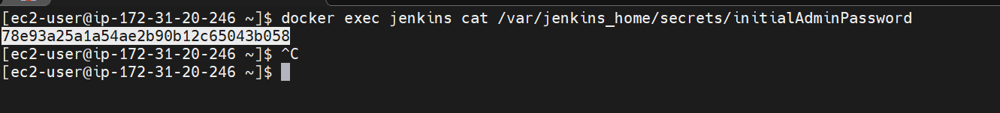 [ec2-user@ip-172-31-20-246 ~]$ docker exec jenkins cat /var/jenkins_home/secrets/initialAdminPassword
78e93a25a1a54ae2b90b12c65043b058
[ec2-user@ip-172-31-20-246 ~]$ ^C
[ec2-user@ip-172-31-20-246 ~]$